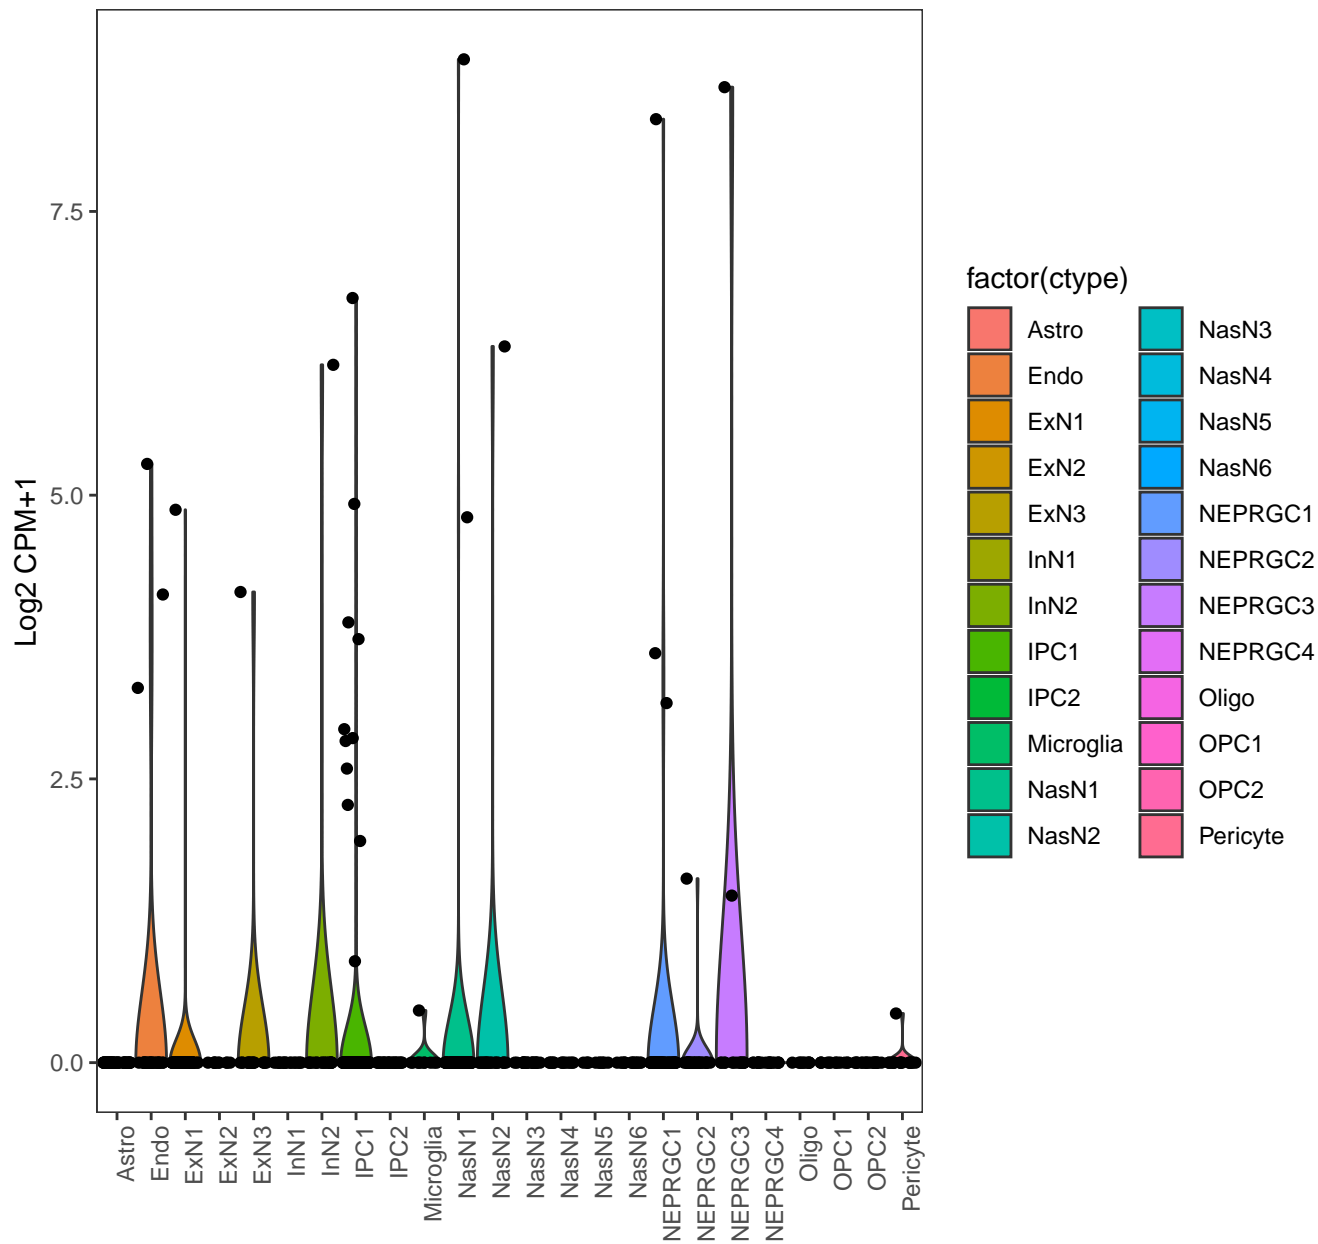 7.5
5.0
2.5
0.0
Log2 CPM+1
Astro
Endo
ExN1
ExN2
ExN3
InN1
InN2
IPC1
IPC2
Microglia
NasN1
NasN2
NasN3
NasN4
NasN5
NasN6
NEPRGC1
NEPRGC2
NEPRGC3
NEPRGC4
Oligo
OPC1
OPC2
Pericyte
factor(ctype)
Astro
Endo
ExN1
ExN2
ExN3
InN1
InN2
IPC1
IPC2
Microglia
NasN1
NasN2
NasN3
NasN4
NasN5
NasN6
NEPRGC1
NEPRGC2
NEPRGC3
NEPRGC4
Oligo
OPC1
OPC2
Pericyte